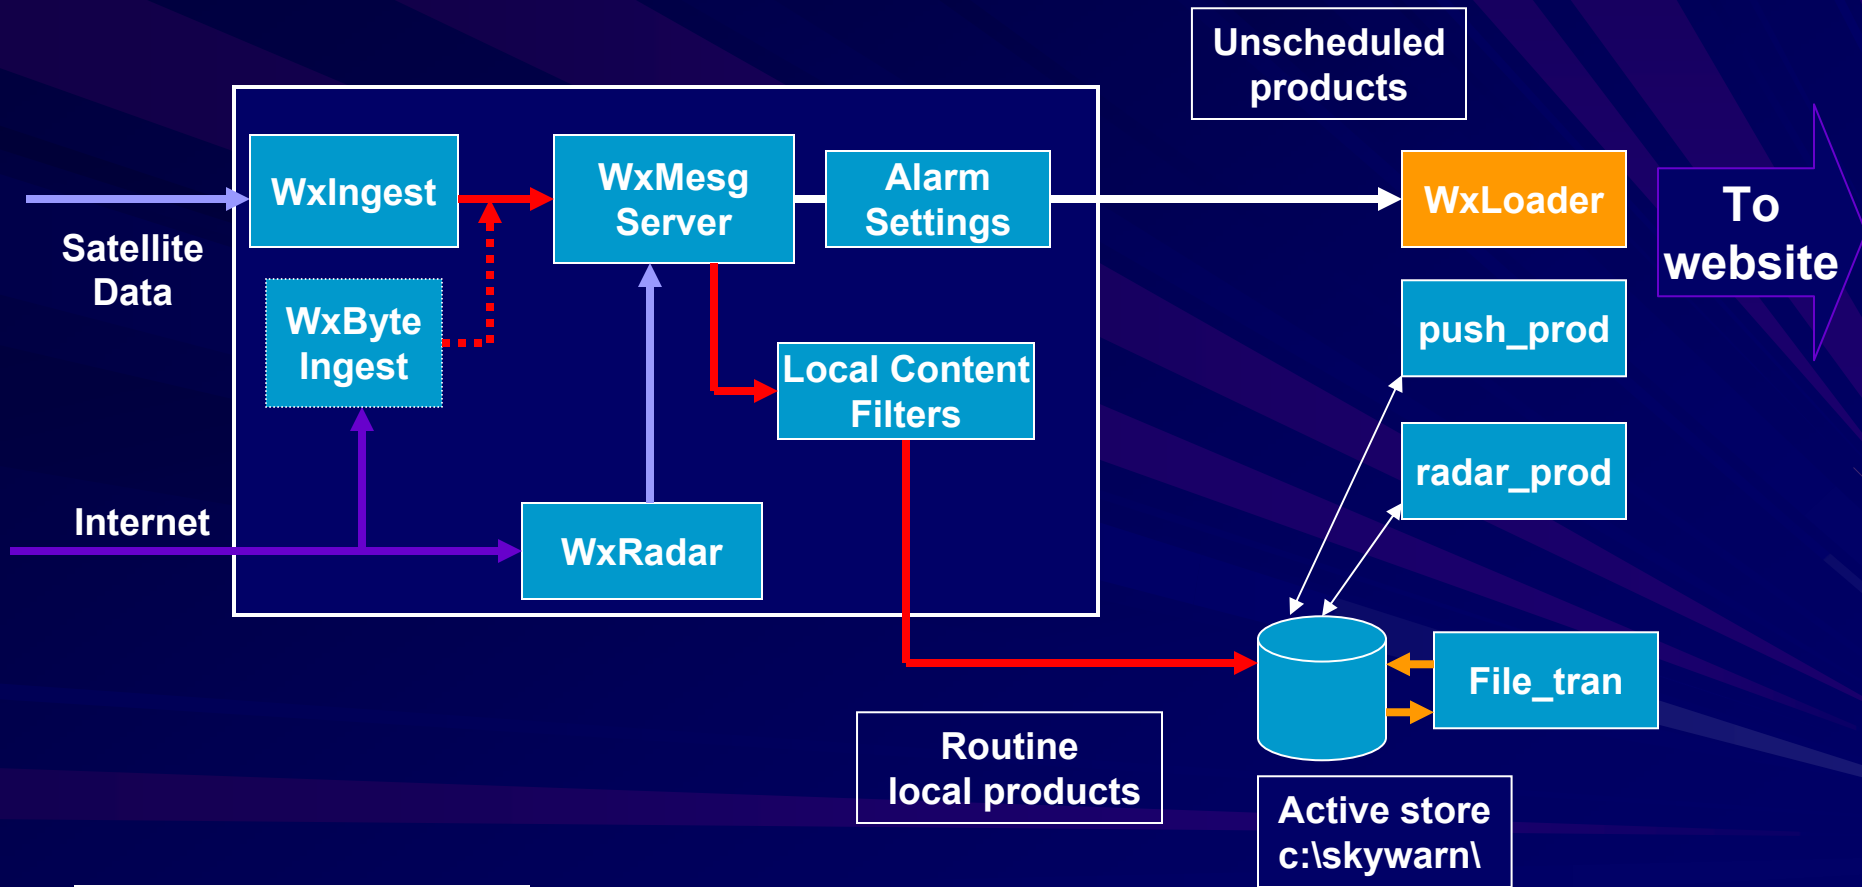 Unscheduled
products
WxIngest
WxMesg
Server
Alarm
Settings
WxLoader
To
website
Satellite
Data
WxByte
Ingest
push_prod
Local Content
Filters
radar_prod
Internet
WxRadar
File_tran
Routine
local products
Active store
c:\skywarn\